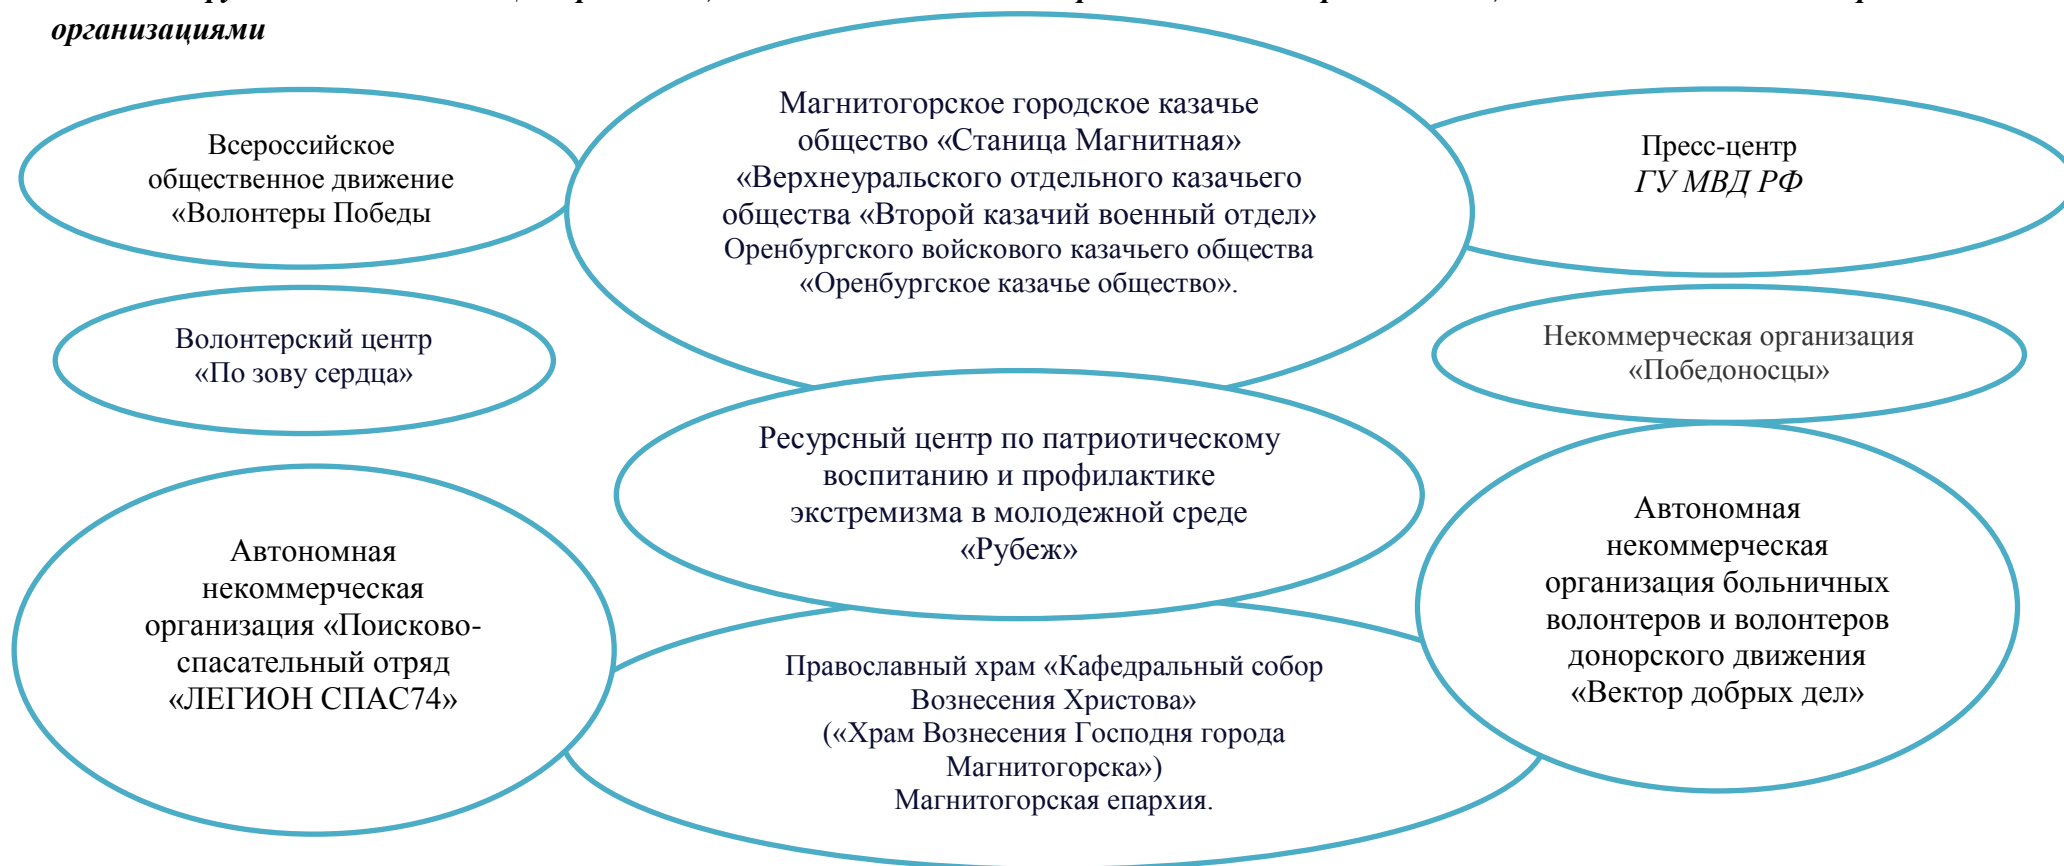 организациями
Всероссийское
общественное движение
«Волонтеры Победы
Магнитогорское городское казачье
общество «Станица Магнитная»
«Верхнеуральского отдельного казачьего
общества «Второй казачий военный отдел»
Оренбургского войскового казачьего общества
«Оренбургское казачье общество».
Пресс-центр
ГУ МВД РФ
Волонтерский центр
«По зову сердца»
Некоммерческая организация
«Победоносцы»
Ресурсный центр по патриотическому
воспитанию и профилактике
экстремизма в молодежной среде
«Рубеж»
Автономная
некоммерческая
организация «Поисково-
спасательный отряд
«ЛЕГИОН СПАС74»
Автономная
некоммерческая
организация больничных
волонтеров и волонтеров
донорского движения
«Вектор добрых дел»
Православный храм «Кафедральный собор
Вознесения Христова»
(«Храм Вознесения Господня города
Магнитогорска»)
Магнитогорская епархия.